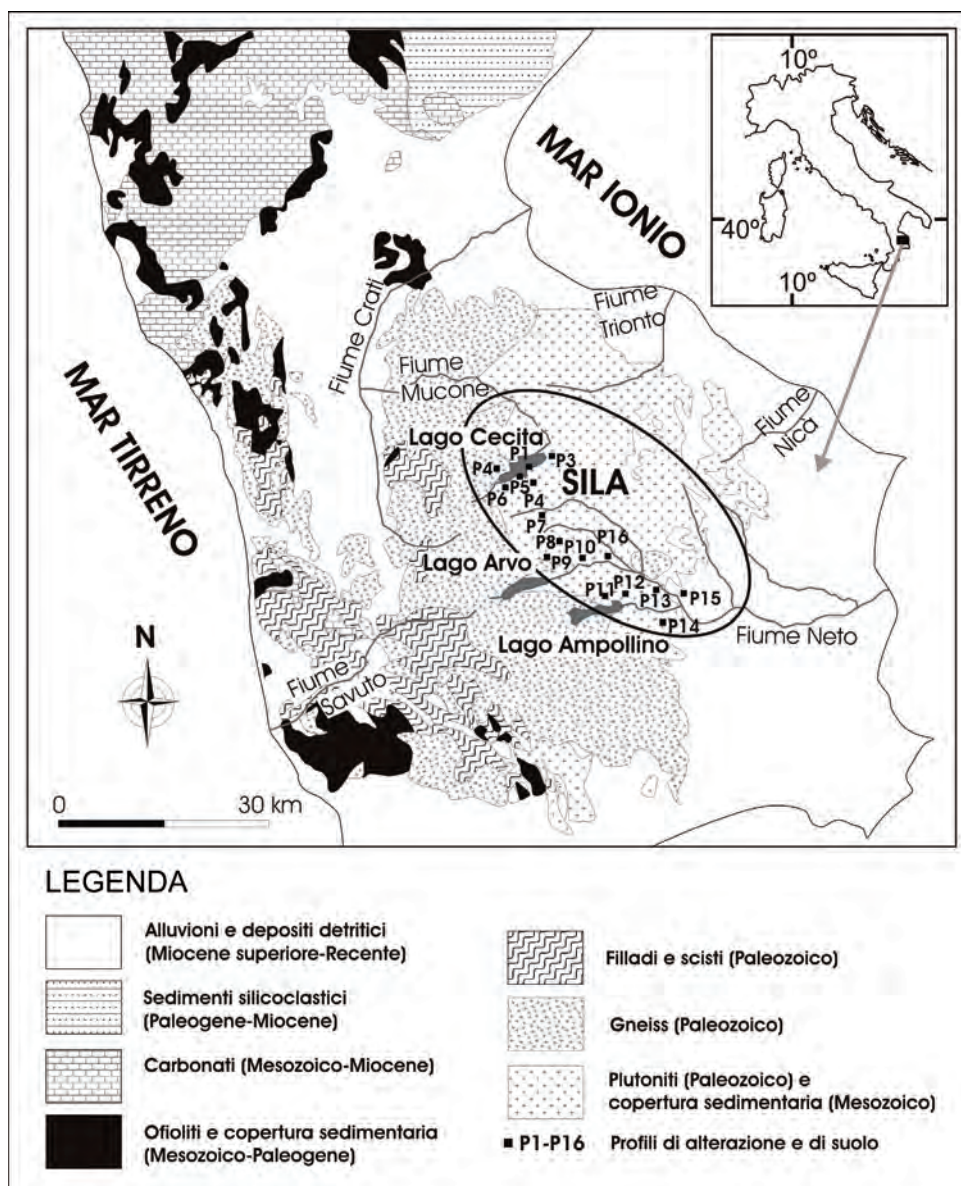 10º
40º
10º
MAR IONIO
MAR TIRRENO
Fiume Crati
Fiume
Trionto
Fiume
Mucone
Fiume
Nica
Lago Cecita
P1
P3
P4
P5
P6
P4
SILA
P7
P8
P10
P16
P9
Lago Arvo
P11
P12
P13
P15
P14
Lago Ampollino
Fiume Neto
Fiume
Savuto
N
0
30 km
LEGENDA
Alluvioni e depositi detritici
(Miocene superiore-Recente)
Sedimenti silicoclastici
(Paleogene-Miocene)
Carbonati (Mesozoico-Miocene)
Ofioliti e copertura sedimentaria
(Mesozoico-Paleogene)
Filladi e scisti (Paleozoico)
Gneiss (Paleozoico)
Plutoniti (Paleozoico) e
copertura sedimentaria (Mesozoico)
P1-P16 Profili di alterazione e di suolo